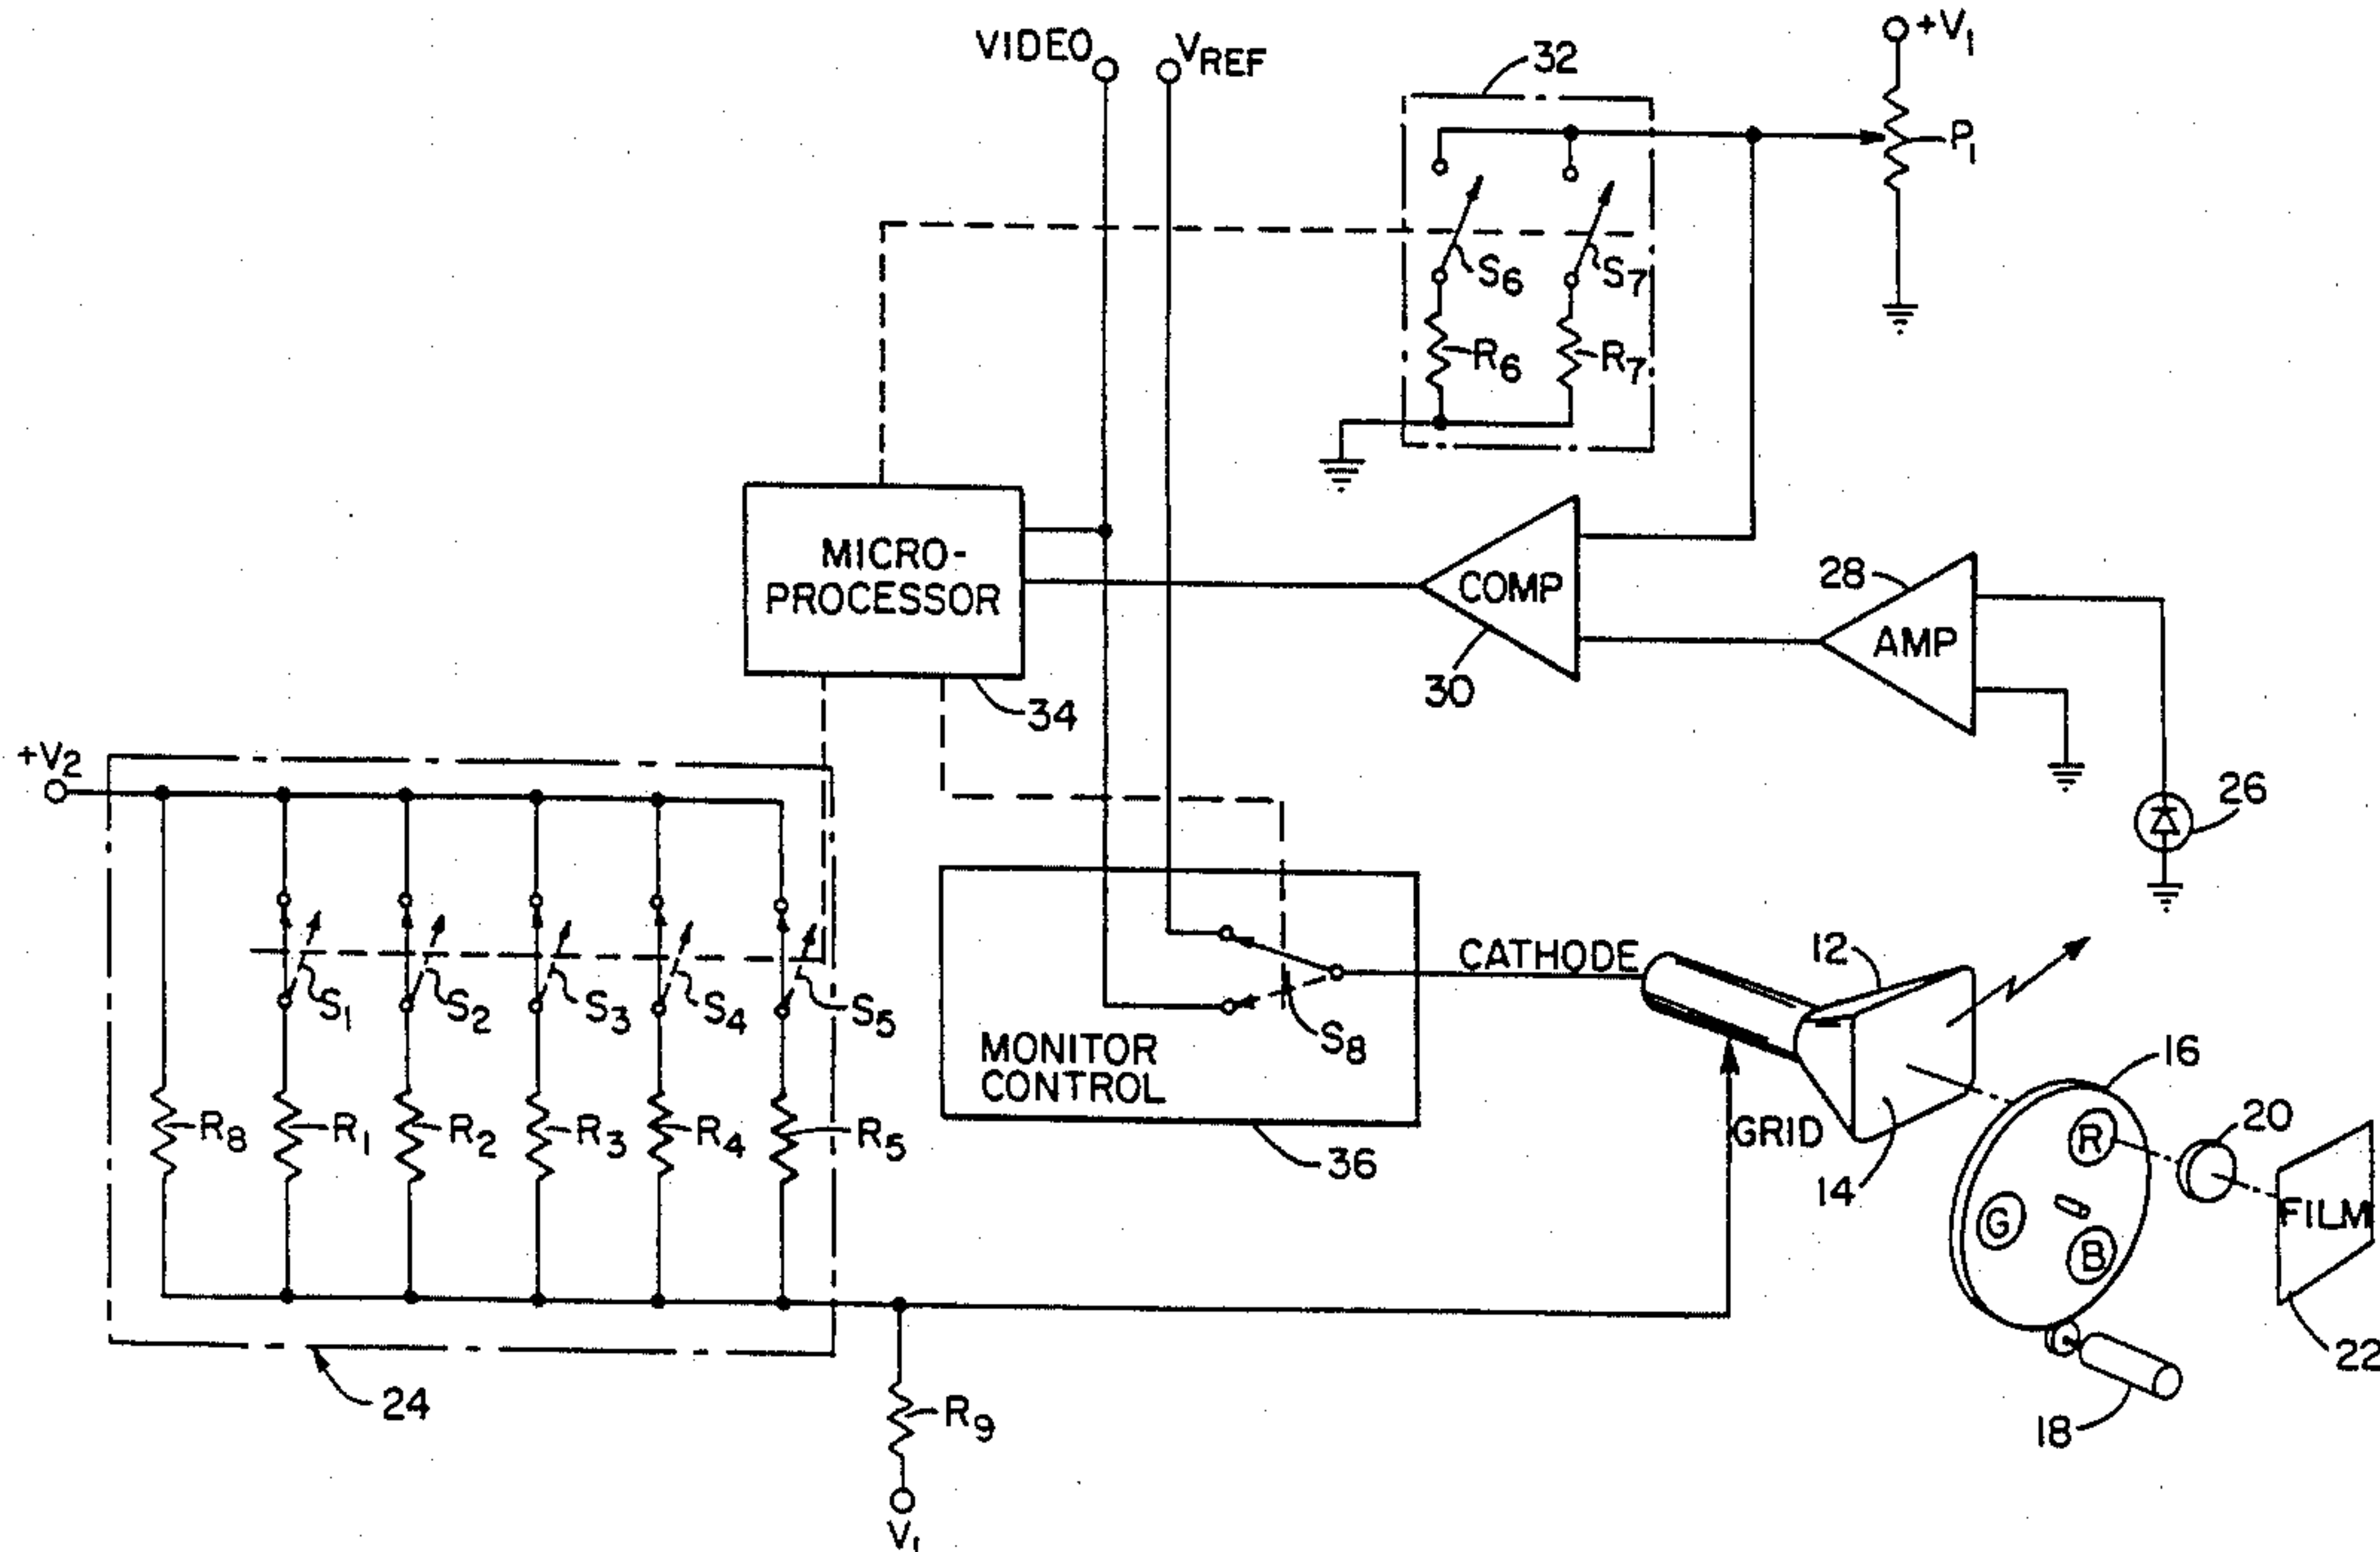 VIDEO
VREF
32
+V1
P1
S6
S7
R6
R7
MICRO-
PROCESSOR
COMP
28
AMP
30
34
+V2
26
S1
S2
S3
S4
S5
CATHODE
12
S8
MONITOR
CONTROL
R8
R1
R2
R3
R4
R5
36
GRID
14
16
R
20
G
B
FILM
22
24
R9
18
V1